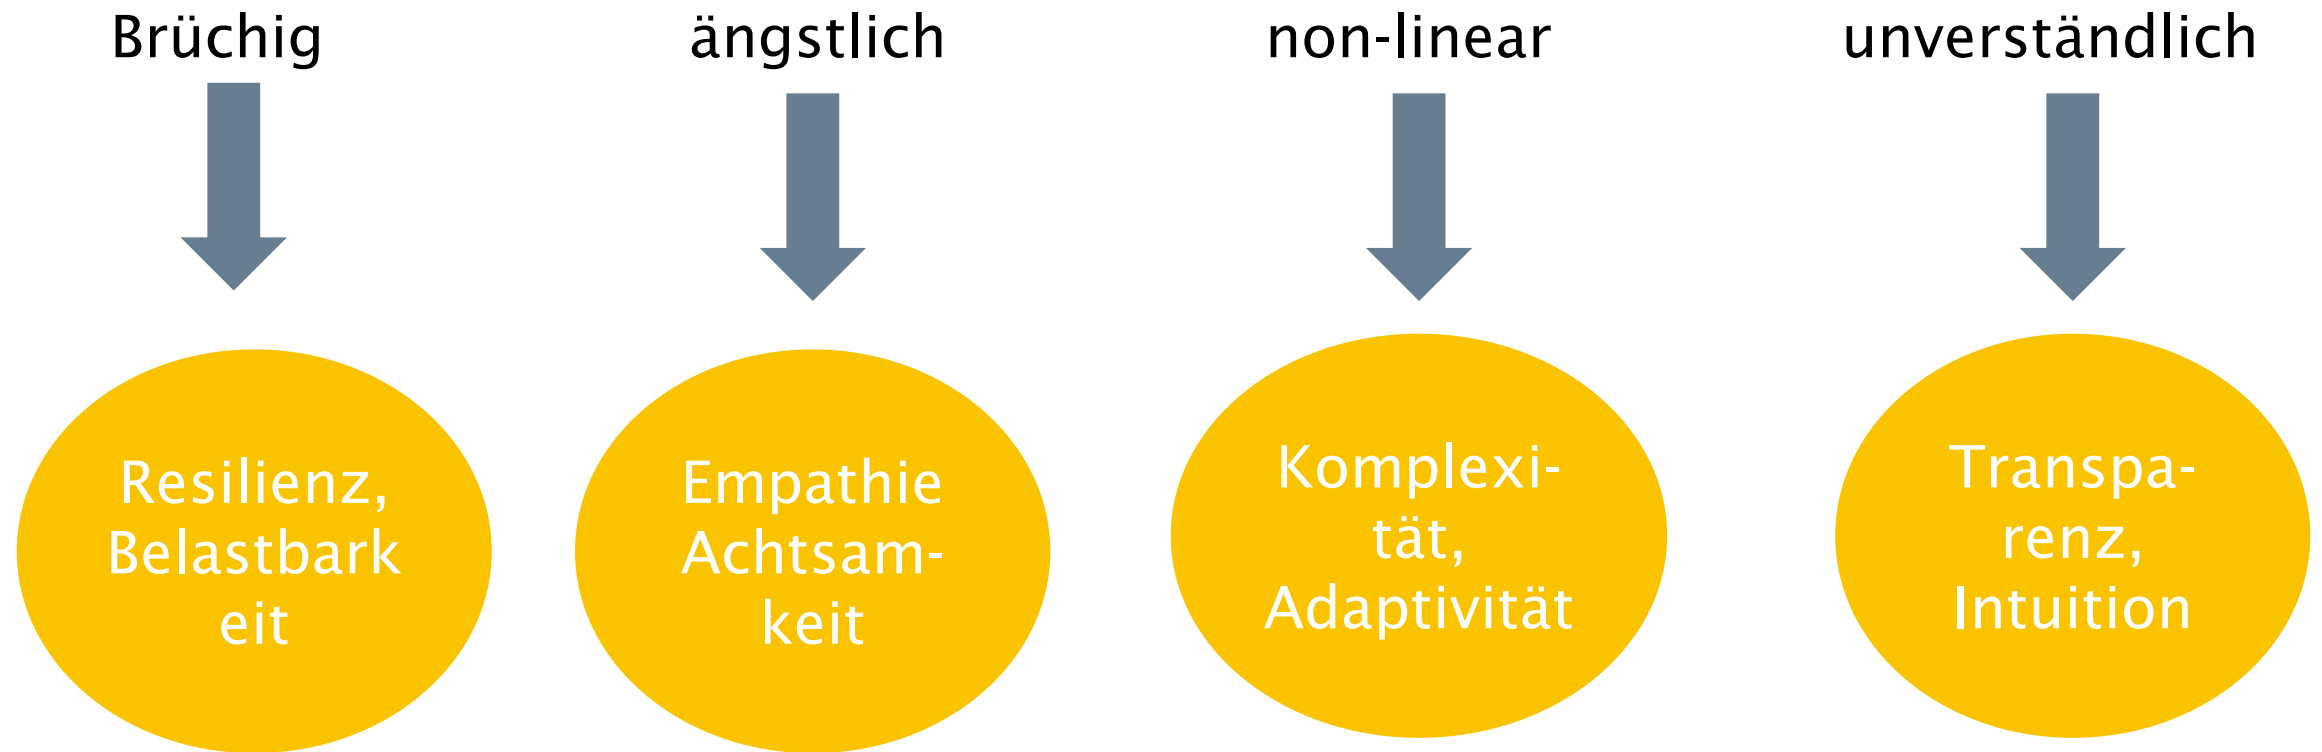 Brüchig
ängstlich
non-linear
unverständlich
Resilienz,
Belastbark
eit
Empathie
Achtsam-
keit
Komplexi-
tät,
Adaptivität
Transpa-
renz,
Intuition